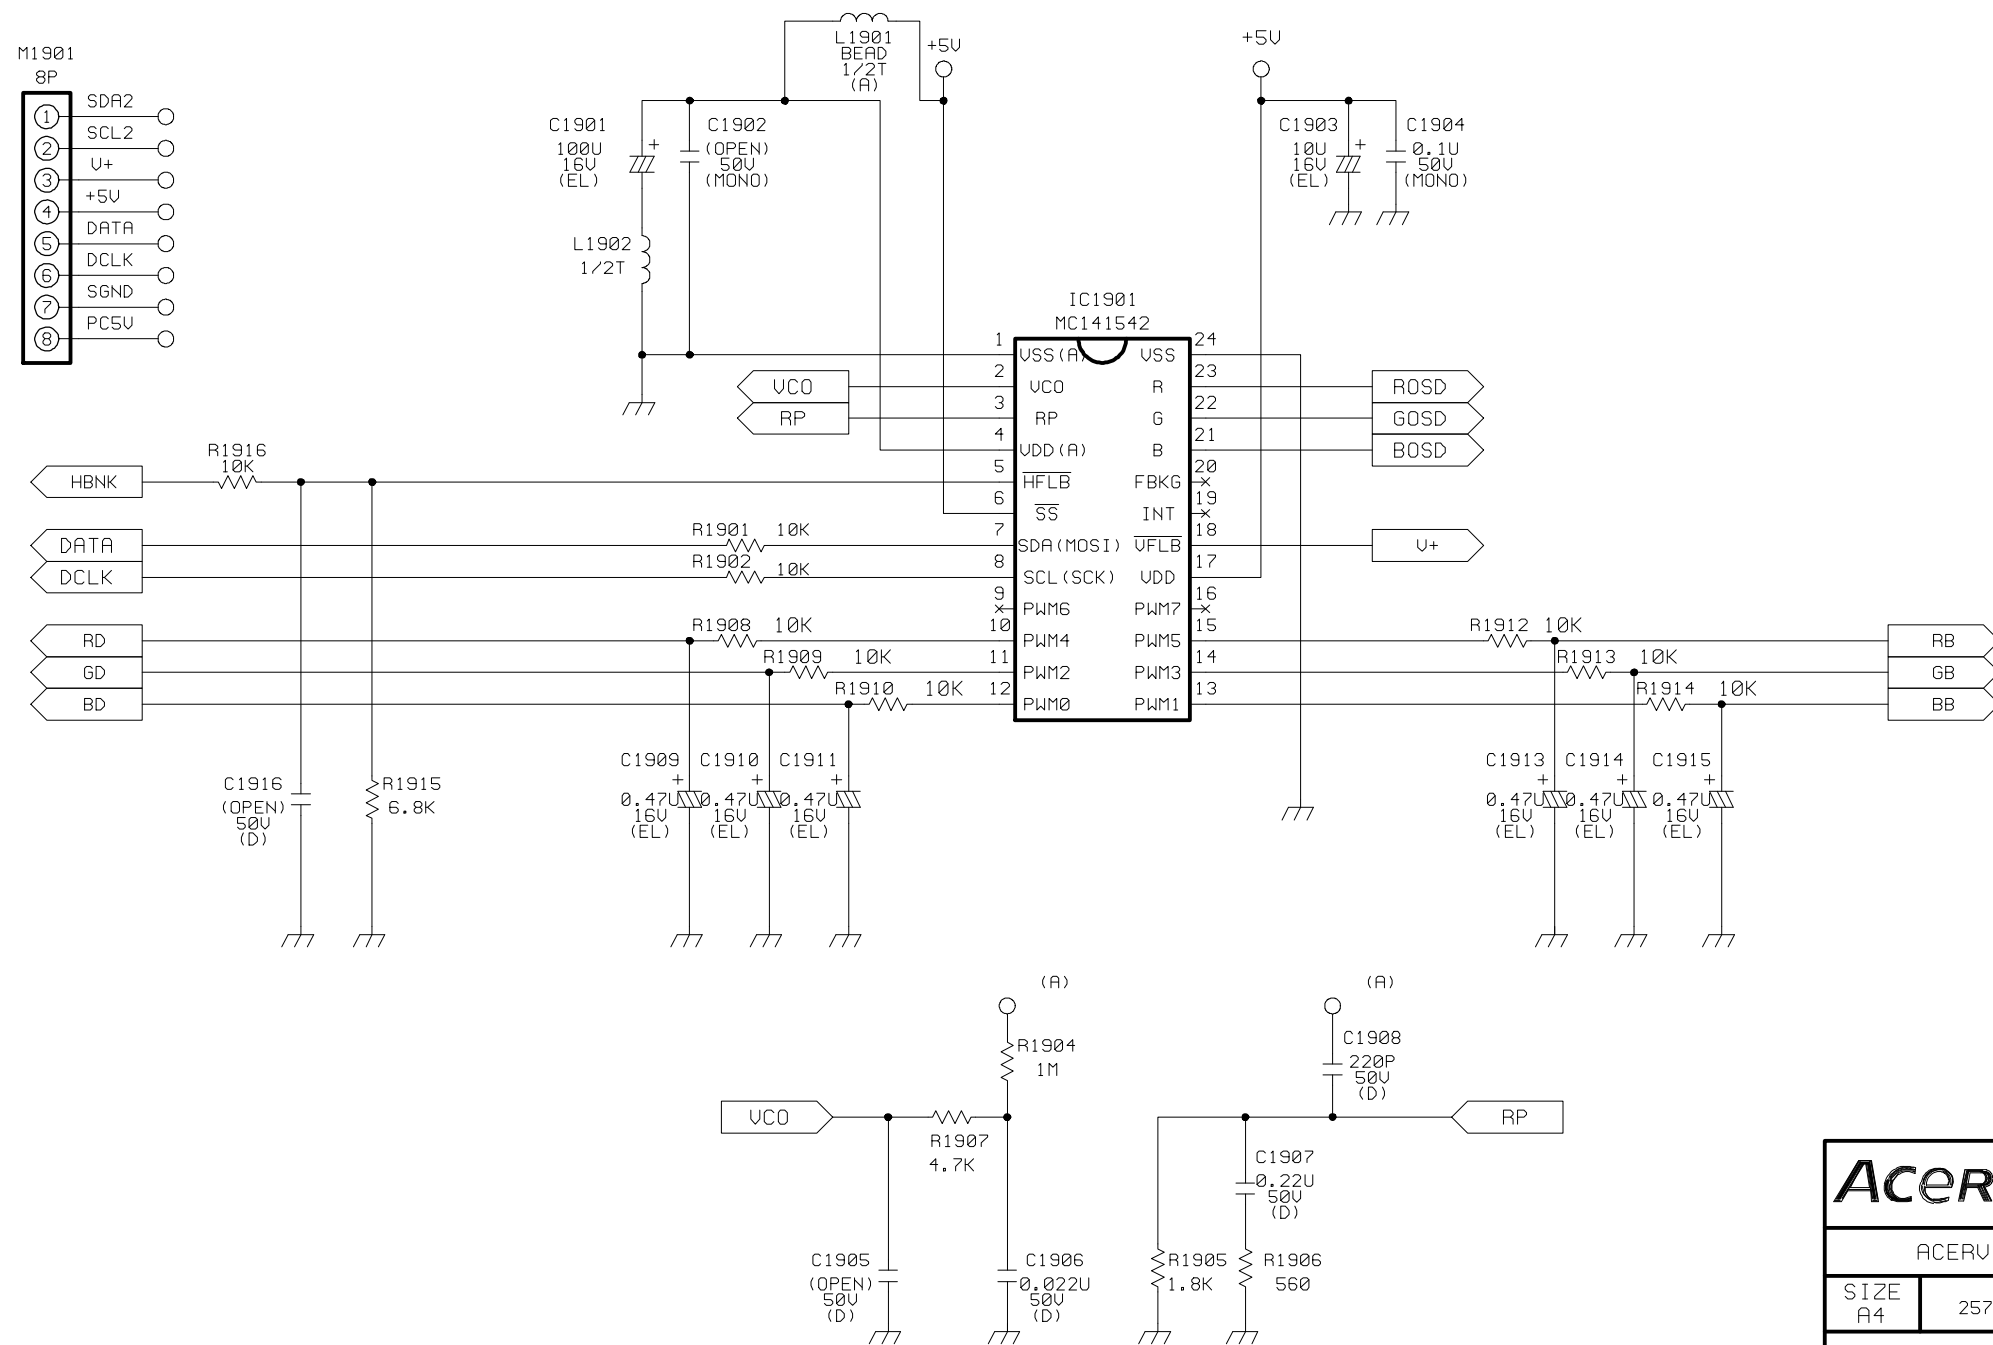 M1901
8P
1 SDA2
2 SCL2
3 V+
4 +5V
5 DATA
6 DCLK
7 SGND
8 PC5V
L1901
BEAD
1/2T
(A)
+5V
+5V
C1901
100U
16V
(EL)
C1902
(OPEN)
50V
(MONO)
C1903
10U
16V
(EL)
C1904
0.1U
50V
(MONO)
L1902
1/2T
IC1901
MC141542
1 VSS(A)
2 VCO
3 RP
4 VDD(A)
5 HFLB
6 SS
7 SDA(MOSI)
8 SCL(SCK)
9 PWM6
10 PWM4
11 PWM2
12 PWM0
VSS 24
R 23
G 22
B 21
FBKG 20
INT 19
VFLB 18
VDD 17
PWM7 16
PWM5 15
PWM3 14
PWM1 13
VCO
RP
ROSD
GOSD
BOSD
V+
HBNK
R1916
10K
DATA
R1901 10K
DCLK
R1902 10K
RD
R1908 10K
GD
R1909 10K
BD
R1910 10K
R1912 10K
RB
R1913 10K
GB
R1914 10K
BB
C1916
(OPEN)
50V
(D)
R1915
6.8K
C1909
+
0.47U
16V
(EL)
C1910
+
0.47U
16V
(EL)
C1911
+
0.47U
16V
(EL)
C1913
+
0.47U
16V
(EL)
C1914
+
0.47U
16V
(EL)
C1915
+
0.47U
16V
(EL)
(A)
R1904
1M
VCO
R1907
4.7K
C1905
(OPEN)
50V
(D)
C1906
0.022U
50V
(D)
(A)
C1908
220P
50V
(D)
RP
C1907
0.22U
50V
(D)
R1905
1.8K
R1906
560
Acer
ACERV
SIZE
A4
257